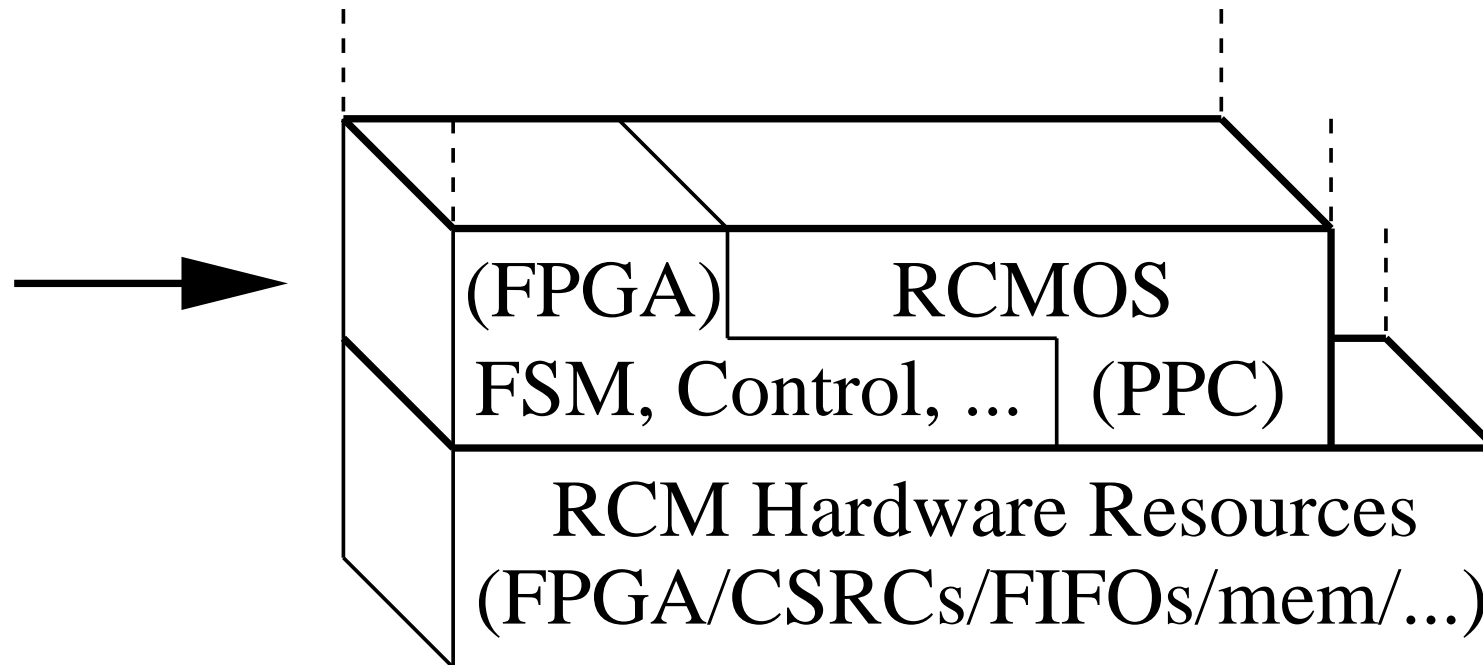 (FPGA) RCMOS
FSM, Control, ... (PPC)
RCM Hardware Resources
(FPGA/CSRCs/FIFOs/mem/...)